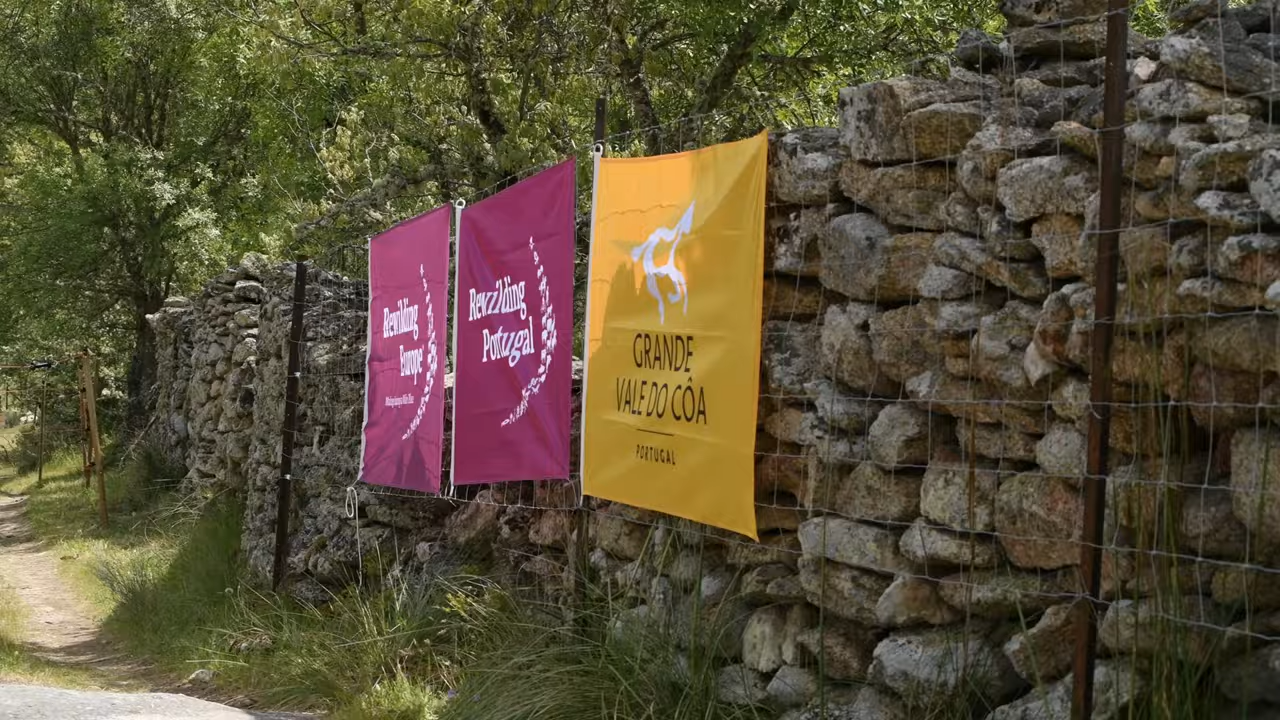 Rewilding
Europe
Rewilding
Portugal
GRANDE
VALE DO CÔA
PORTUGAL